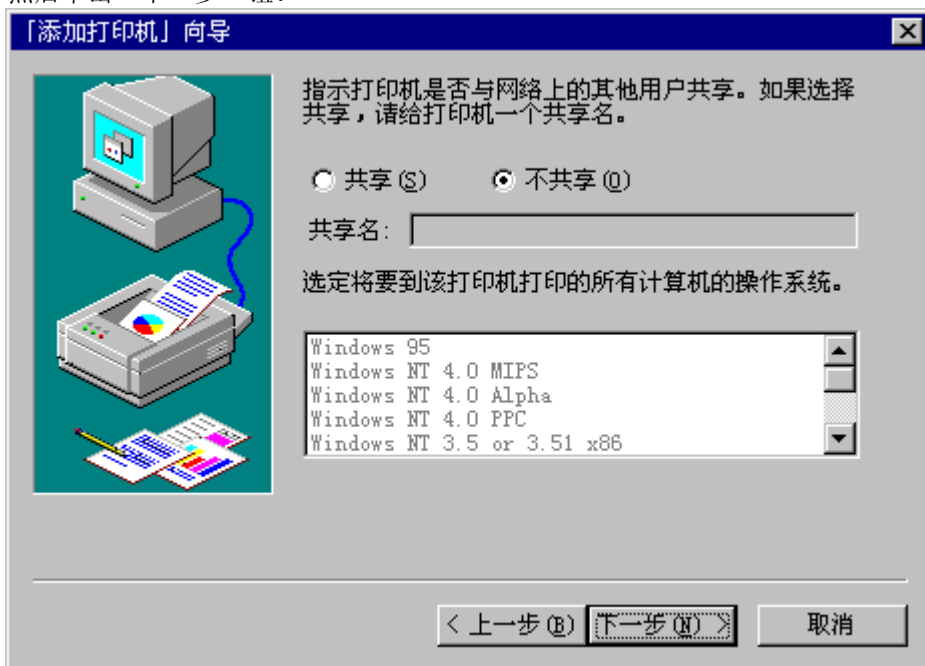 「添加打印机」向导
指示打印机是否与网络上的其他用户共享。如果选择
共享，请给打印机一个共享名。
共享(S) 不共享(O)
共享名:
选定将要到该打印机打印的所有计算机的操作系统。
Windows 95
Windows NT 4.0 MIPS
Windows NT 4.0 Alpha
Windows NT 4.0 PPC
Windows NT 3.5 or 3.51 x86
< 上一步(B) 下一步(N) > 取消